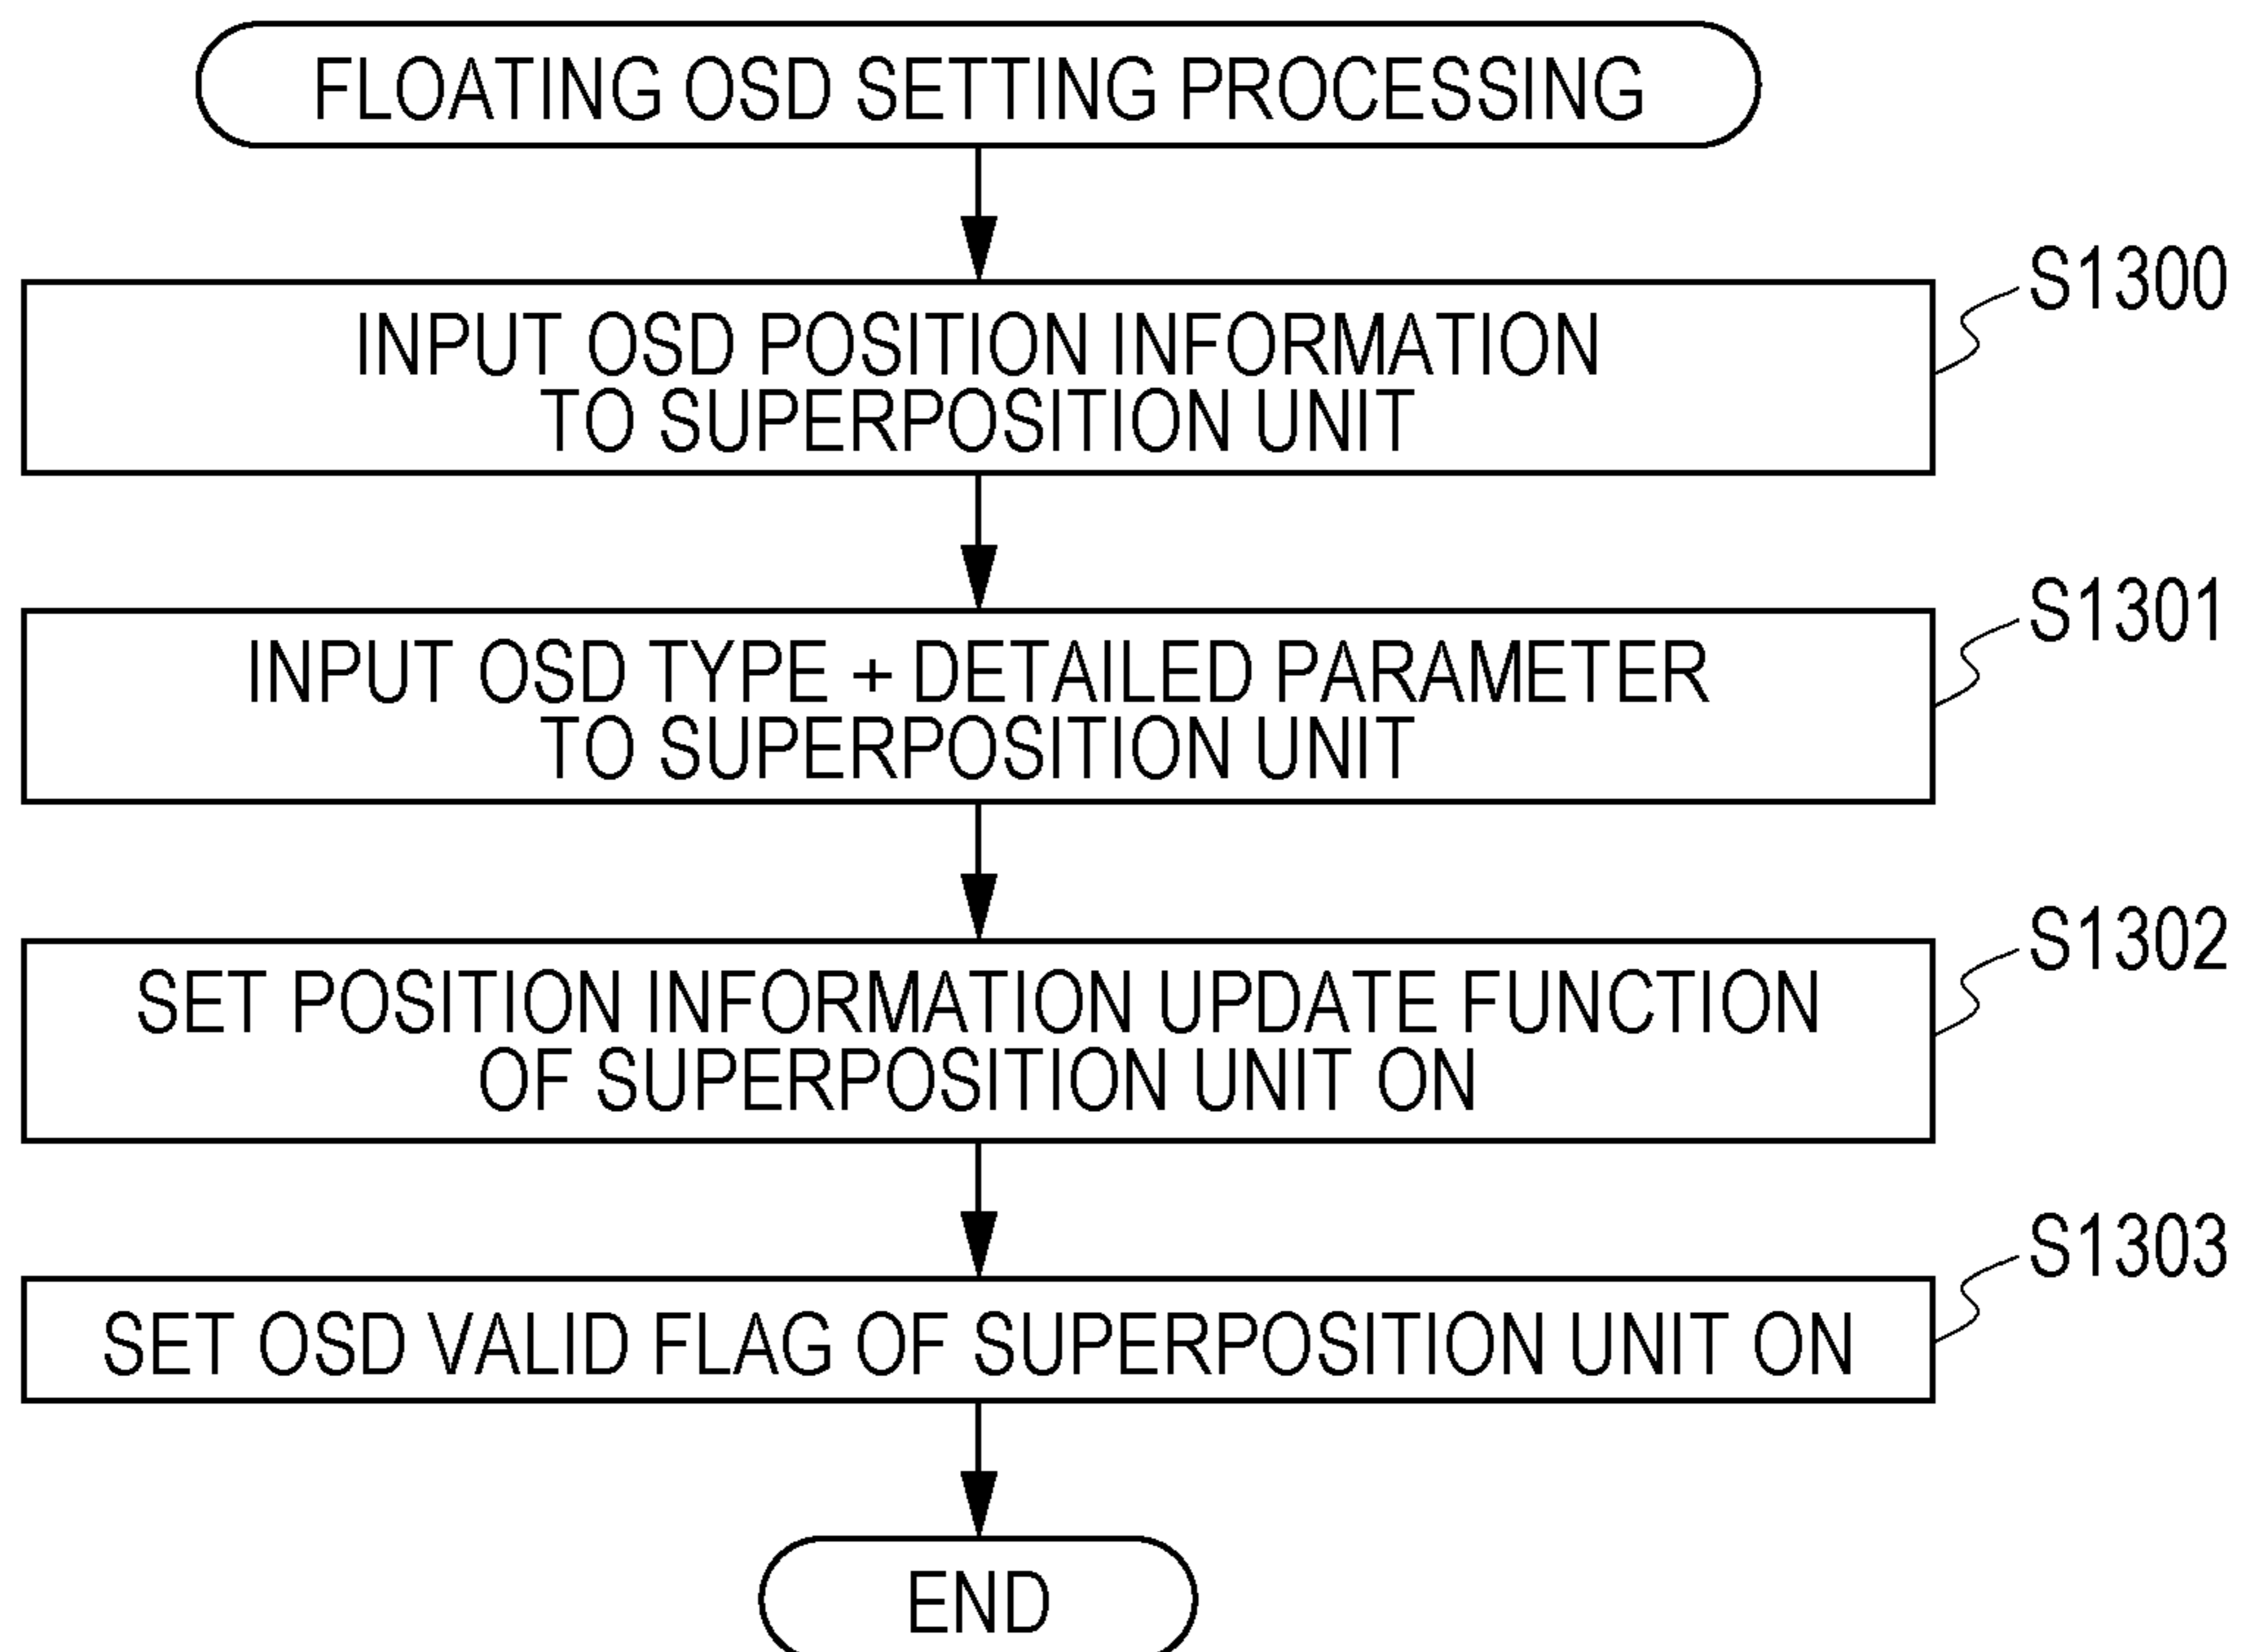 FLOATING OSD SETTING PROCESSING
S1300
INPUT OSD POSITION INFORMATION
TO SUPERPOSITION UNIT
S1301
INPUT OSD TYPE + DETAILED PARAMETER
TO SUPERPOSITION UNIT
S1302
SET POSITION INFORMATION UPDATE FUNCTION
OF SUPERPOSITION UNIT ON
S1303
SET OSD VALID FLAG OF SUPERPOSITION UNIT ON
END